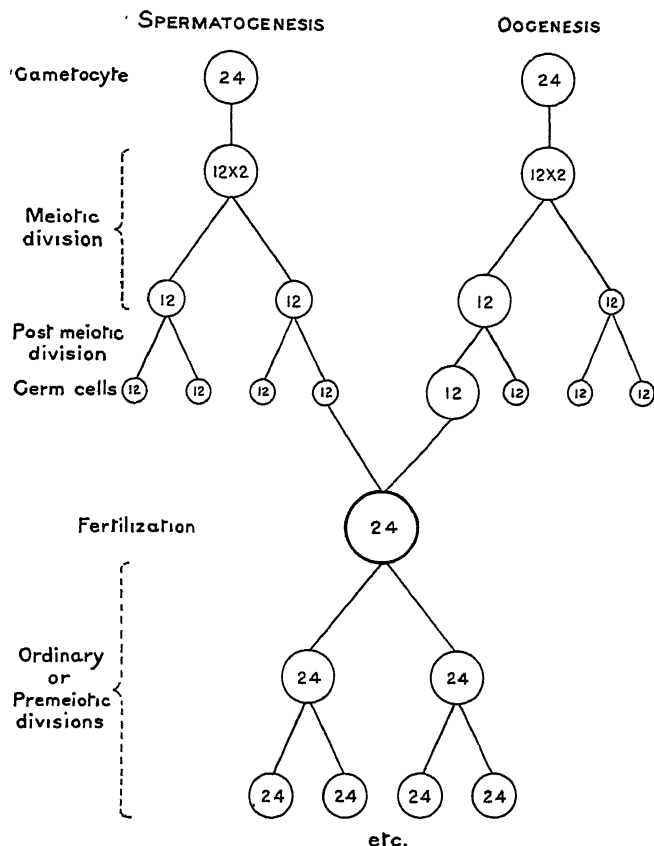 SPERMATOGENESIS OOGENESIS
Gametocyte 24 24
12X2 12X2
Meiotic
division
12 12 12 12
Post meiotic
division
Germ cells 12 12 12 12 12 12 12 12
Fertilization 24
Ordinary
or
Premeiotic
divisions
24 24
24 24 24 24
etc.